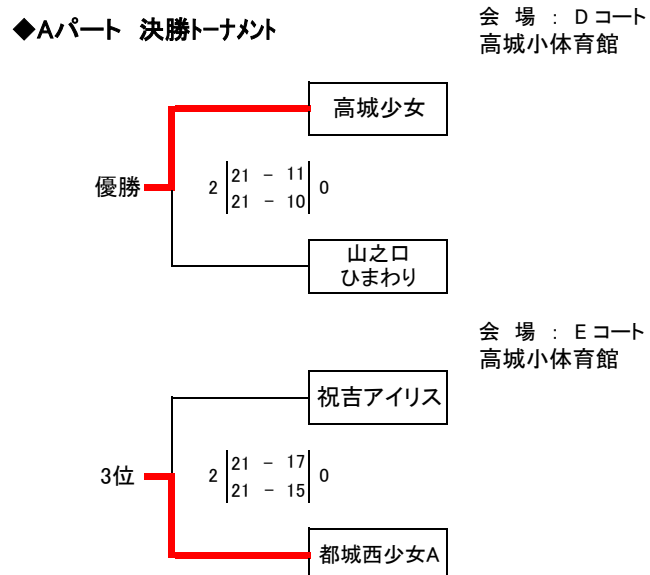 ◆Aパート 決勝トーナメント
会 場 : Dコート
高城小体育館
高城少女
優勝
2 21 - 11 0
21 - 10
山之口
ひまわり
会 場 : Eコート
高城小体育館
祝吉アイリス
3位
2 21 - 17 0
21 - 15
都城西少女A